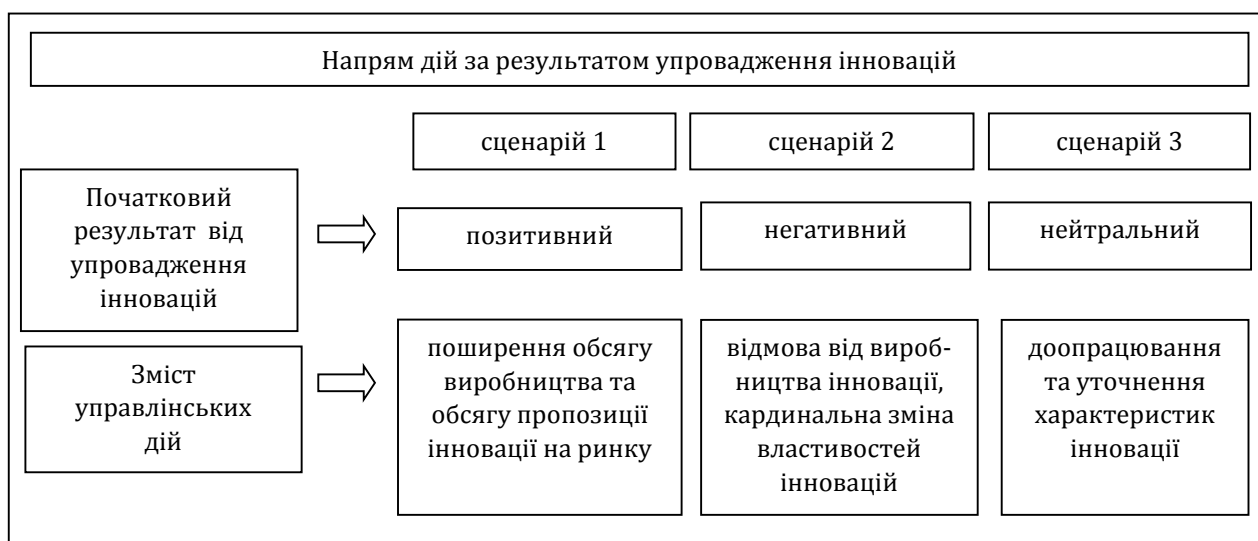 Напрям дій за результатом упровадження інновацій
сценарій 1
сценарій 2
сценарій 3
Початковий
результат від
упровадження
інновацій
позитивний
негативний
нейтральний
Зміст
управлінських
дій
поширення обсягу
виробництва та
обсягу пропозиції
інновації на ринку
відмова від вироб-
ництва інновації,
кардинальна зміна
властивостей
інновацій
доопрацювання
та уточнення
характеристик
інновації